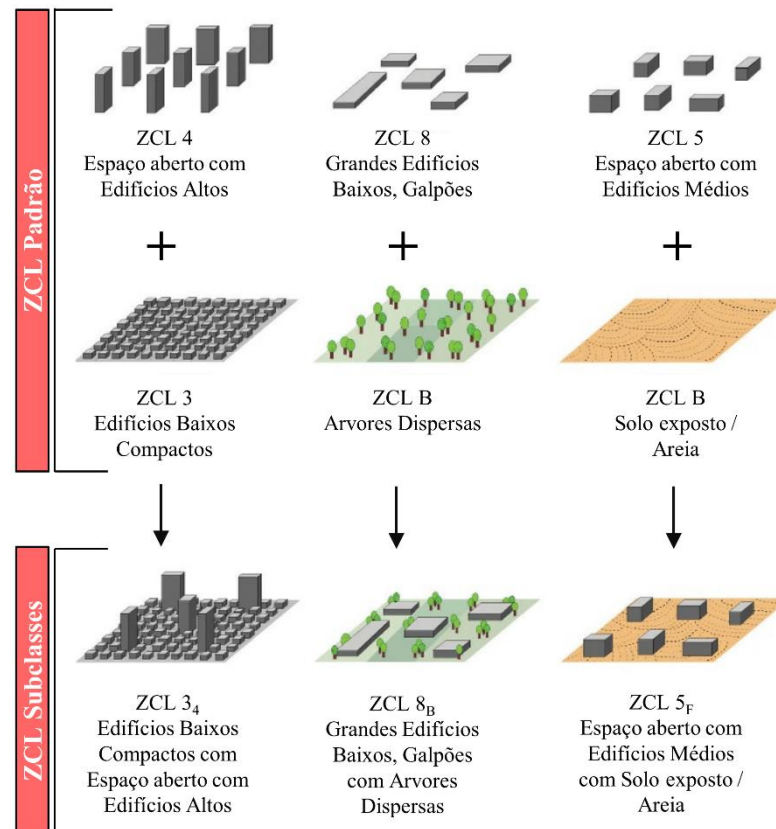 ZCL Padrão
ZCL 4
Espaço aberto com
Edifícios Altos
ZCL 8
Grandes Edifícios
Baixos, Galpões
ZCL 5
Espaço aberto com
Edifícios Médios
+
+
+
ZCL 3
Edifícios Baixos
Compactos
ZCL B
Arvores Dispersas
ZCL B
Solo exposto /
Areia
ZCL Subclasses
ZCL 3₄
Edifícios Baixos
Compactos com
Espaço aberto com
Edifícios Altos
ZCL 8_B
Grandes Edifícios
Baixos, Galpões
com Arvores
Dispersas
ZCL 5_F
Espaço aberto com
Edifícios Médios
com Solo exposto /
Areia